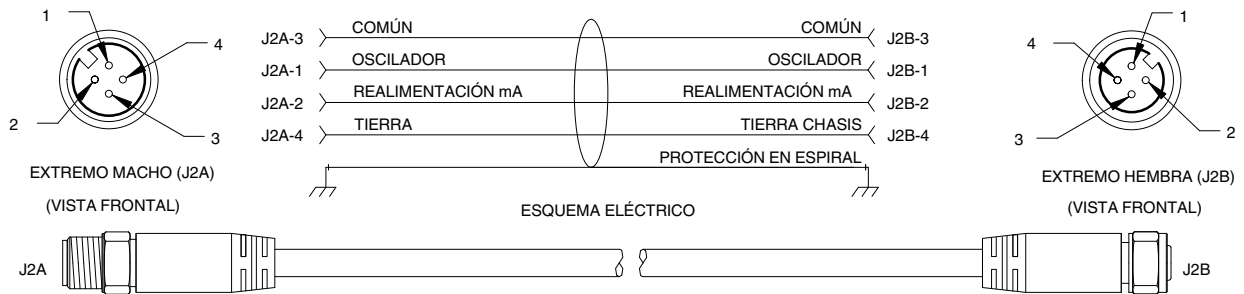 1
4
2
3
EXTREMO MACHO (J2A)
(VISTA FRONTAL)
J2A-3 COMÚN COMÚN J2B-3
J2A-1 OSCILADOR OSCILADOR J2B-1
J2A-2 REALIMENTACIÓN mA REALIMENTACIÓN mA J2B-2
J2A-4 TIERRA TIERRA CHASIS J2B-4
PROTECCIÓN EN ESPIRAL
ESQUEMA ELÉCTRICO
1
4
2
3
EXTREMO HEMBRA (J2B)
(VISTA FRONTAL)
J2A
J2B